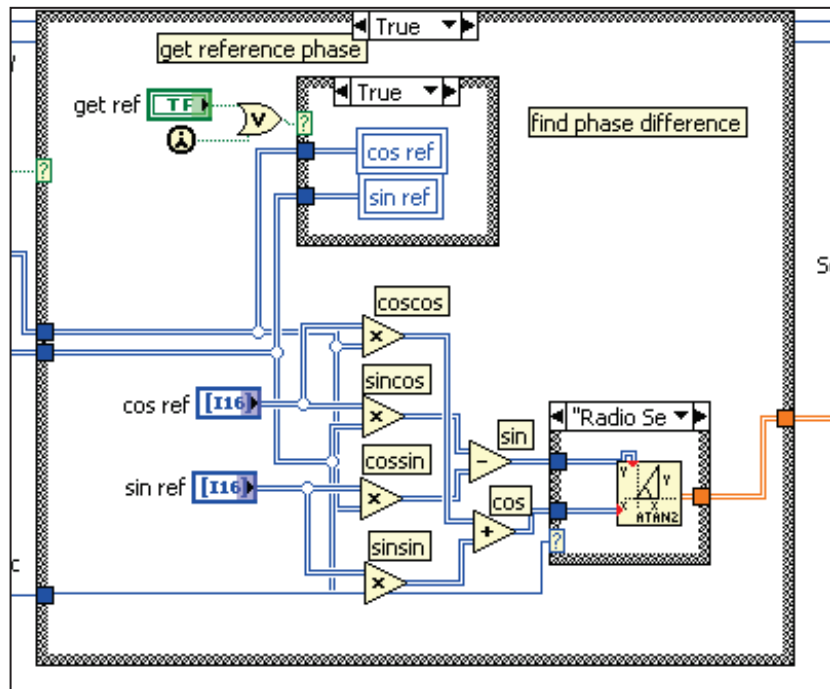 True
get reference phase
get ref
TF
V
True
?
find phase difference
cos ref
sin ref
?
coscos
sincos
cos ref
[I16]
"Radio Se
sin
cossin
sin ref
[I16]
cos
Y
Y
X
X
ATAN2
?
sinsin
c